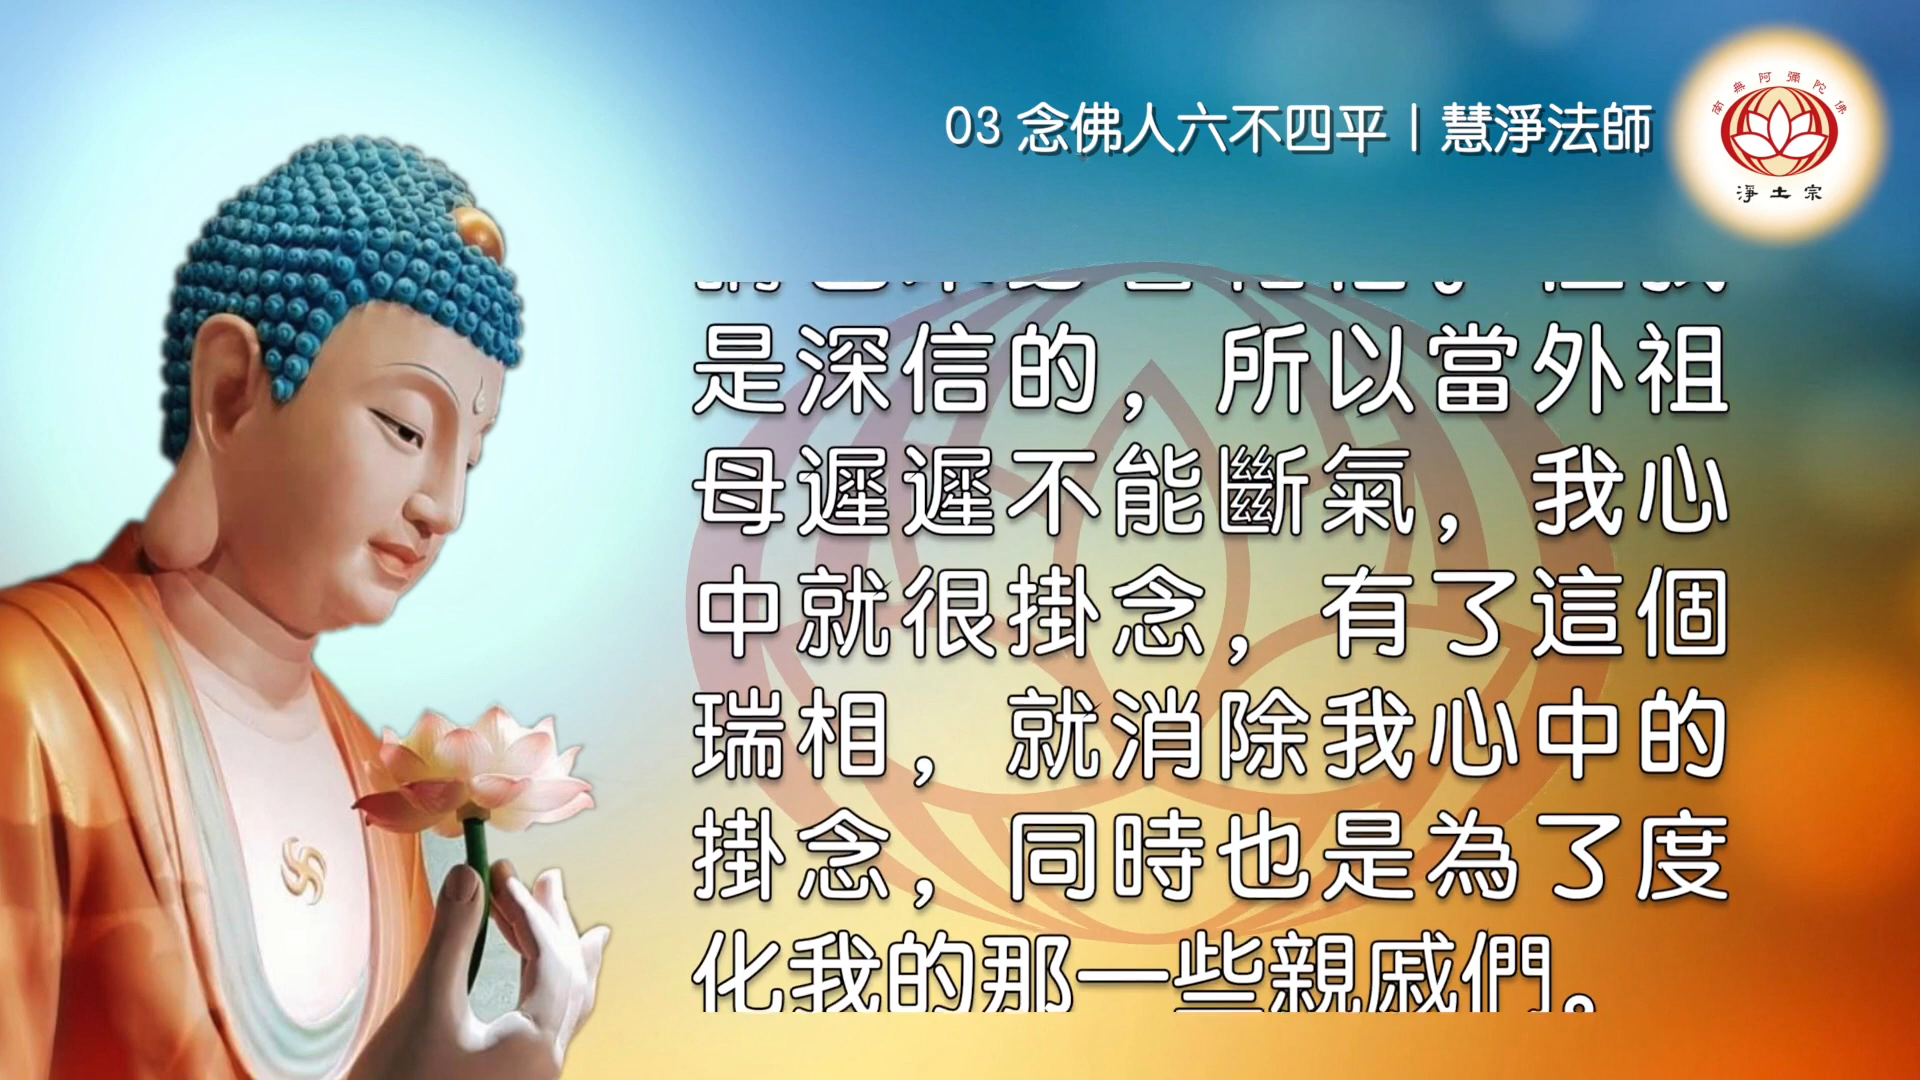 03 念佛人六不四平｜慧淨法師
南無阿彌陀佛
淨土宗
是深信的，所以當外祖
母遲遲不能斷氣，我心
中就很掛念，有了這個
瑞相，就消除我心中的
掛念，同時也是為了度
化我的那一些親戚們。